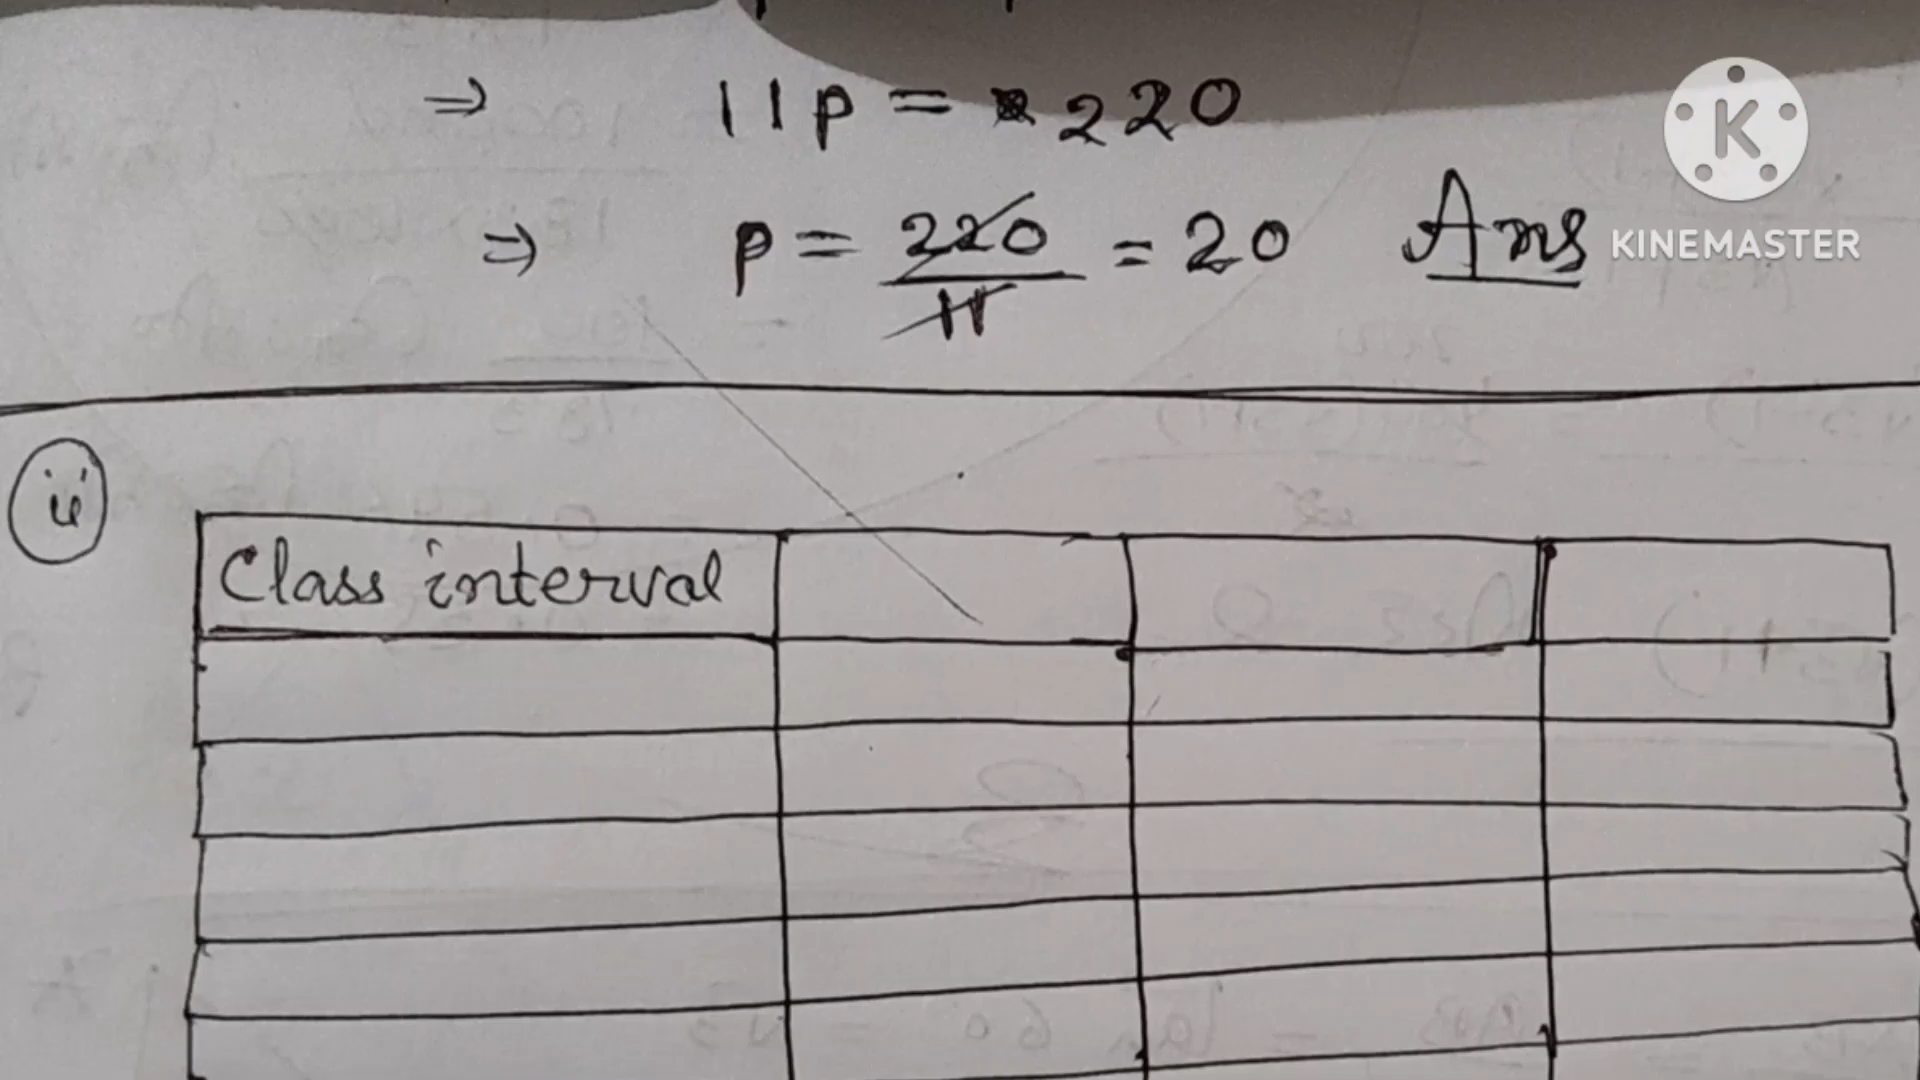 ⇒ 11p = 220
K
⇒ p = 220/11 = 20 Ans
KINEMASTER
ii
Class interval